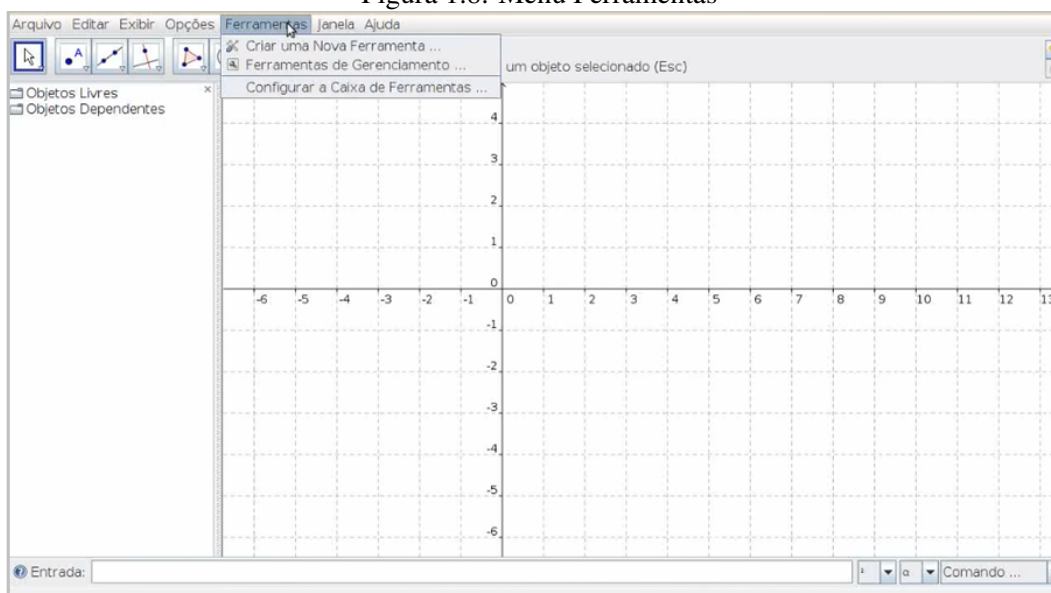 Figura 1.8: Menu Ferramentas
Arquivo Editar Exibir Opções Ferramentas Janela Ajuda
A
Criar uma Nova Ferramenta ...
Ferramentas de Gerenciamento ...
um objeto selecionado (Esc)
Configurar a Caixa de Ferramentas ...
Objetos Livres
Objetos Dependentes
4
3
2
1
0
-6 -5 -4 -3 -2 -1 0 1 2 3 4 5 6 7 8 9 10 11 12
-1
-2
-3
-4
-5
-6
Entrada:
² α Comando ...